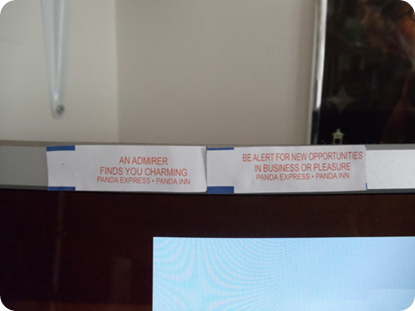 AN ADMIRER
FINDS YOU CHARMING
PANDA EXPRESS • PANDA INN
BE ALERT FOR NEW OPPORTUNITIES
IN BUSINESS OR PLEASURE
PANDA EXPRESS • PANDA INN